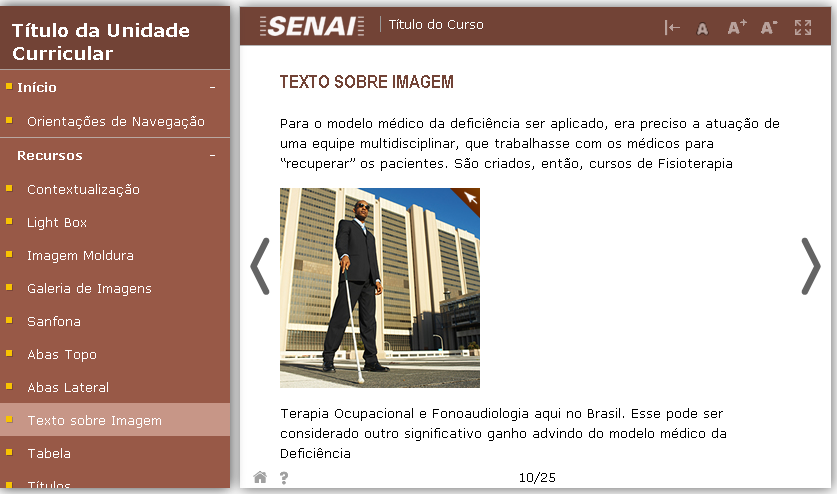 Título da Unidade
Curricular
Início -
Orientações de Navegação
Recursos -
Contextualização
Light Box
Imagem Moldura
Galeria de Imagens
Sanfona
Abas Topo
Abas Lateral
Texto sobre Imagem
Tabela
Títulos
SENAI Título do Curso
A A+ A-
TEXTO SOBRE IMAGEM
Para o modelo médico da deficiência ser aplicado, era preciso a atuação de
uma equipe multidisciplinar, que trabalhasse com os médicos para
“recuperar” os pacientes. São criados, então, cursos de Fisioterapia
Terapia Ocupacional e Fonoaudiologia aqui no Brasil. Esse pode ser
considerado outro significativo ganho advindo do modelo médico da
Deficiência
? 10/25